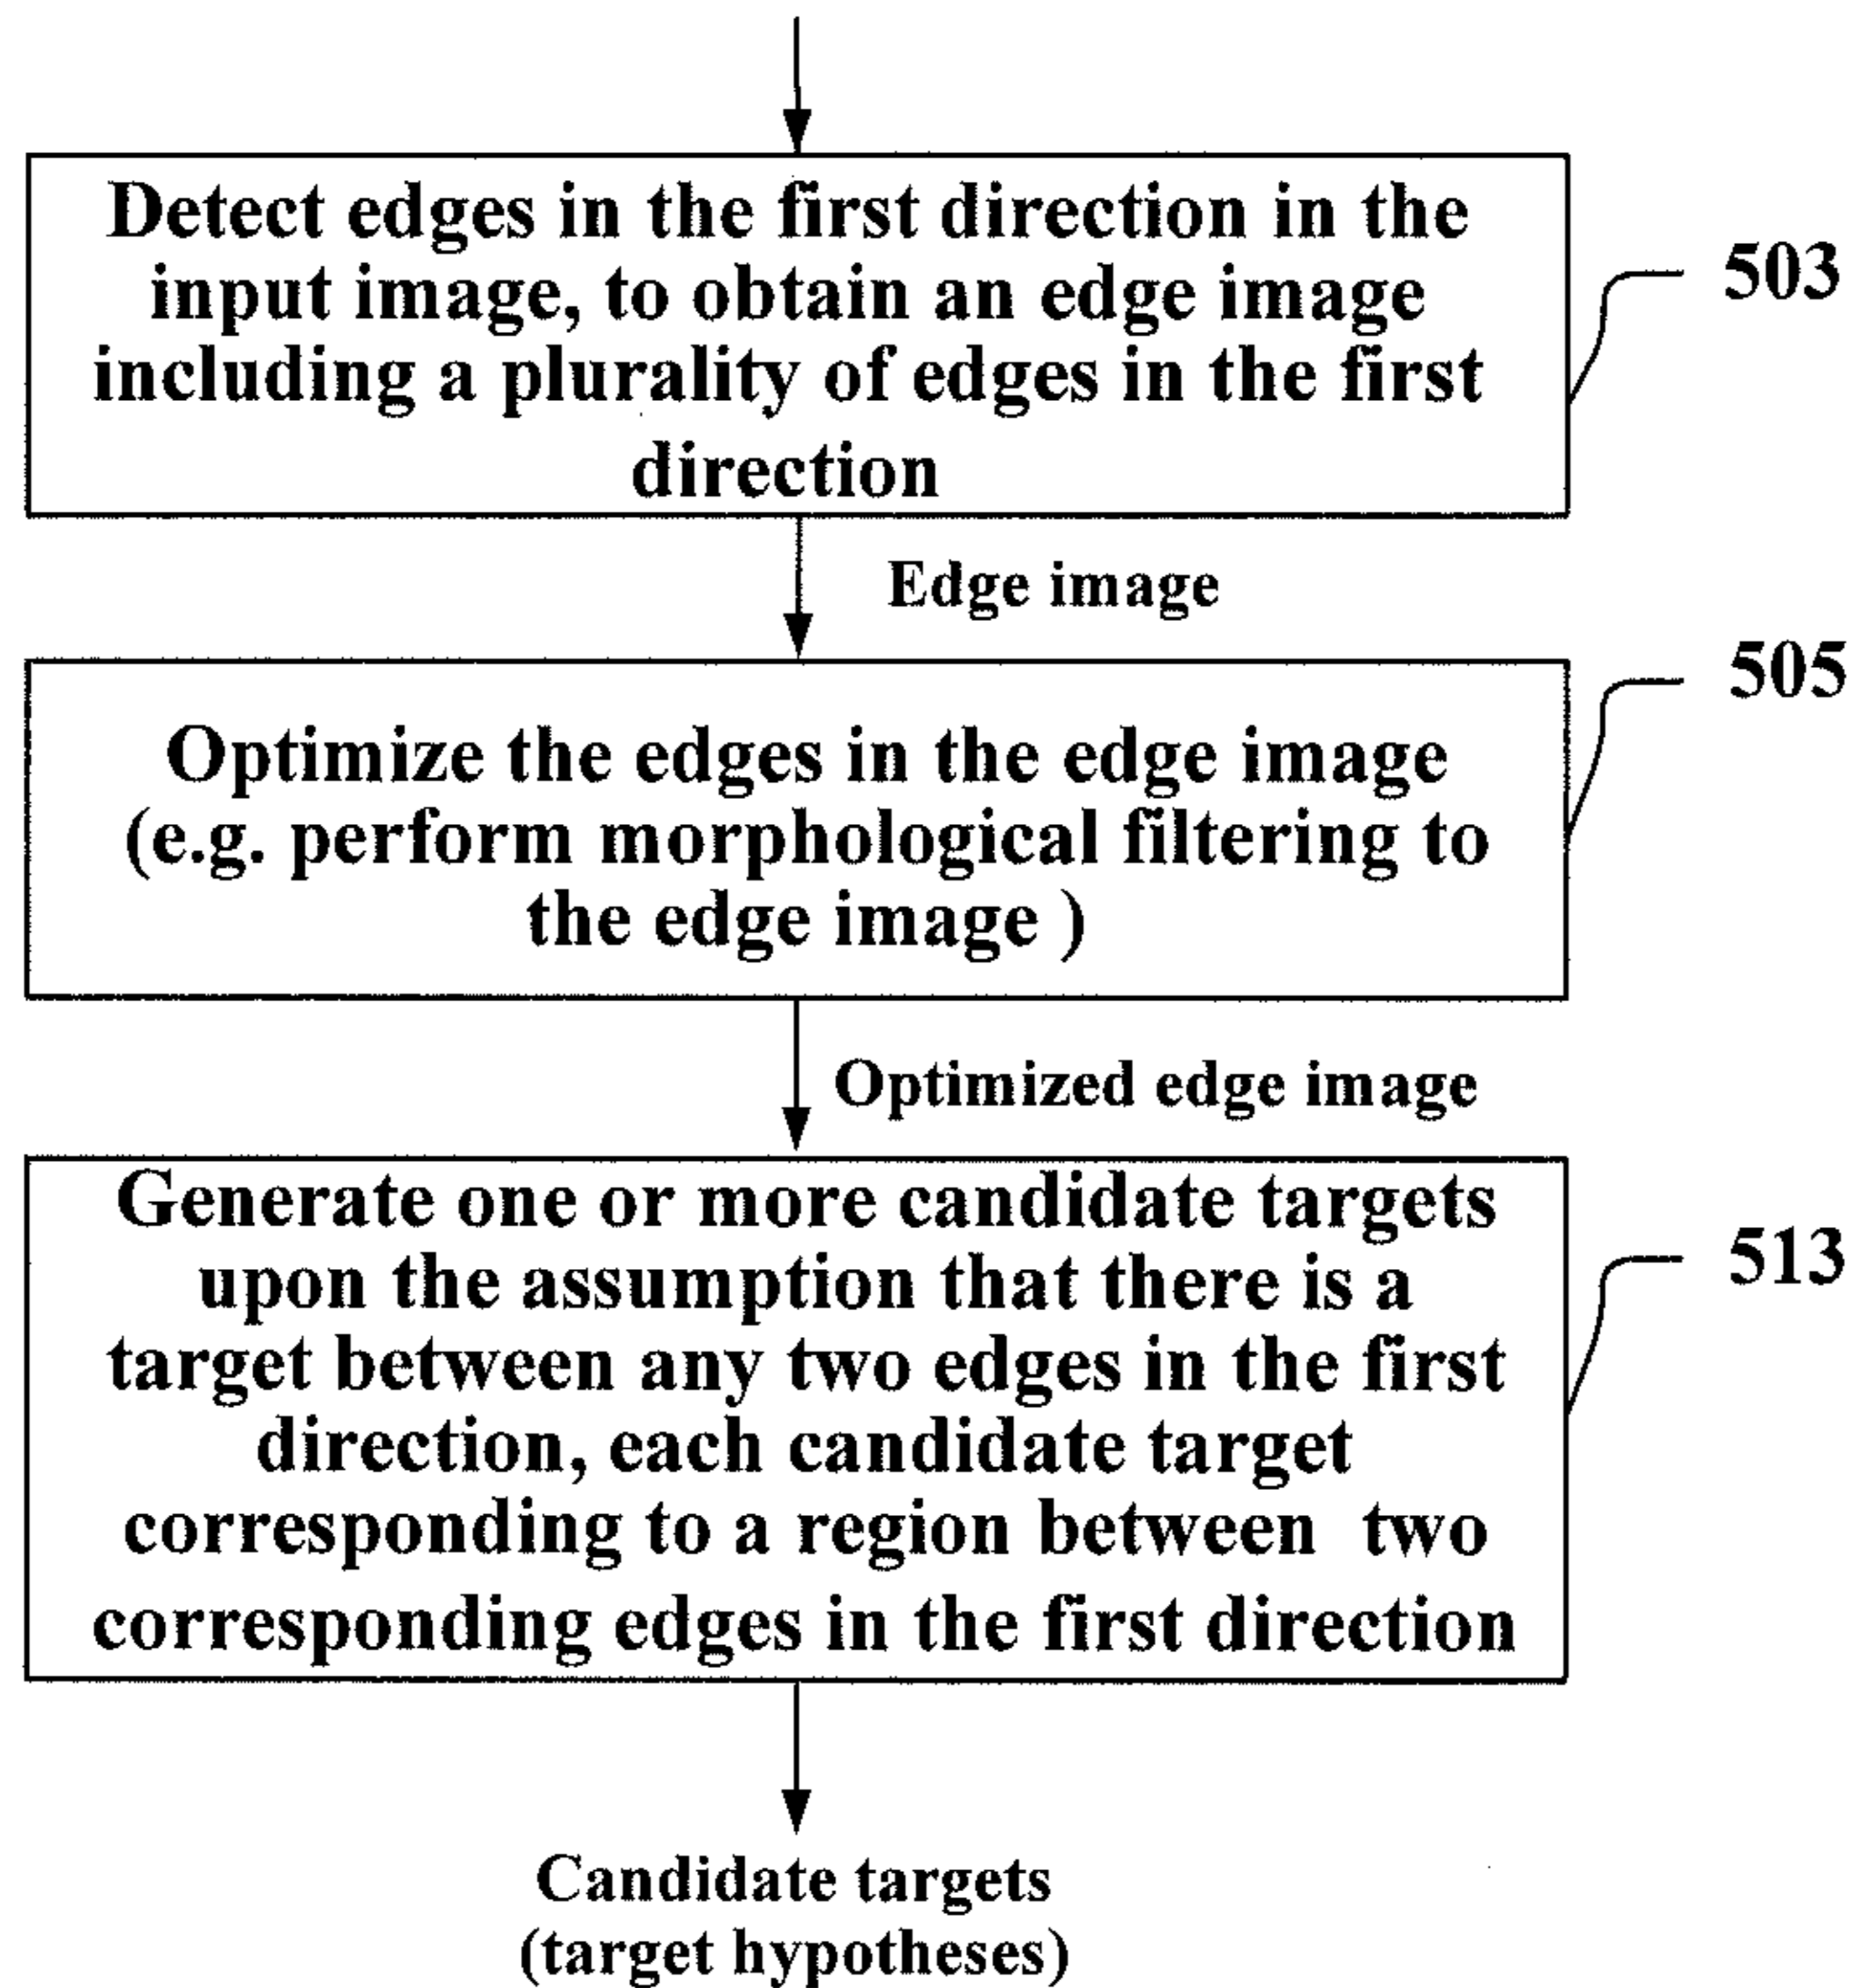 Detect edges in the first direction in the
input image, to obtain an edge image
including a plurality of edges in the first
direction
503
Edge image
505
Optimize the edges in the edge image
(e.g. perform morphological filtering to
the edge image )
Optimized edge image
Generate one or more candidate targets
upon the assumption that there is a
target between any two edges in the first
direction, each candidate target
corresponding to a region between two
corresponding edges in the first direction
513
Candidate targets
(target hypotheses)